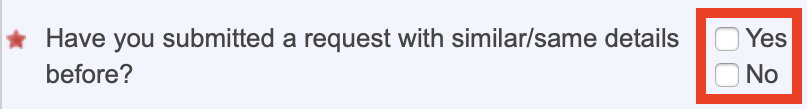 Have you submitted a request with similar/same details
before?
Yes
No